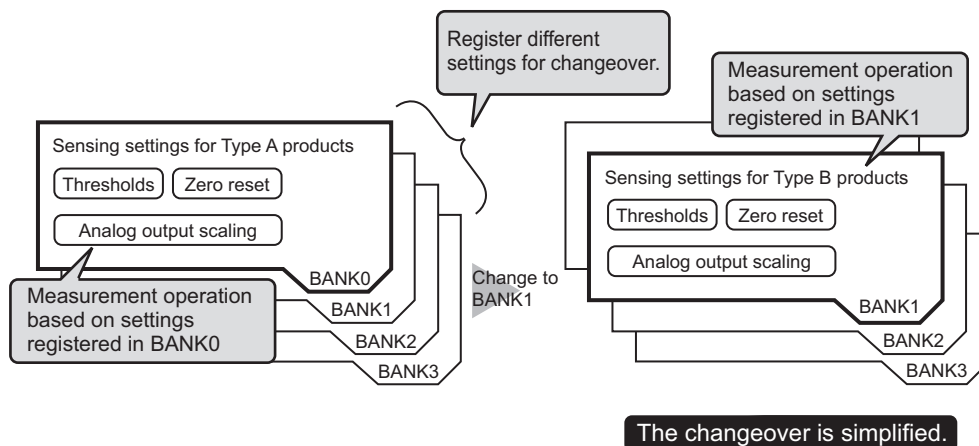 Register different
settings for changeover.
Sensing settings for Type A products
Thresholds
Zero reset
Analog output scaling
BANK0
BANK1
BANK2
BANK3
Measurement operation
based on settings
registered in BANK0
Change to
BANK1
Measurement operation
based on settings
registered in BANK1
Sensing settings for Type B products
Thresholds
Zero reset
Analog output scaling
BANK1
BANK2
BANK3
The changeover is simplified.